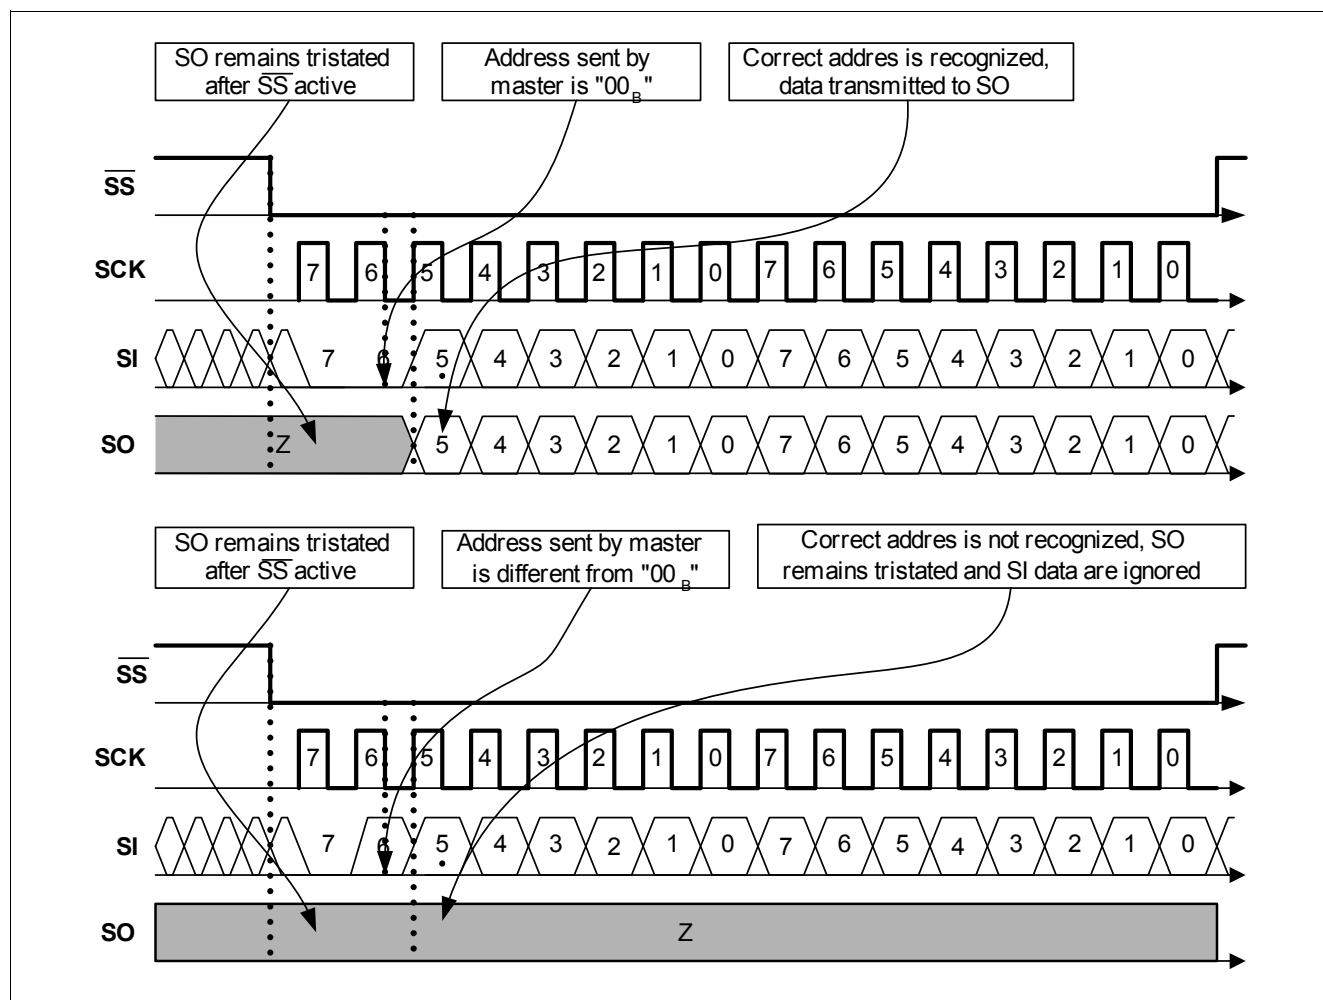 SO remains tristated
after SS active
Address sent by
master is "00B"
Correct addres is recognized,
data transmitted to SO
SS
SCK 7 6 5 4 3 2 1 0 7 6 5 4 3 2 1 0
SI 7 6 5 4 3 2 1 0 7 6 5 4 3 2 1 0
SO Z 5 4 3 2 1 0 7 6 5 4 3 2 1 0
SO remains tristated
after SS active
Address sent by master
is different from "00B"
Correct addres is not recognized, SO
remains tristated and SI data are ignored
SS
SCK 7 6 5 4 3 2 1 0 7 6 5 4 3 2 1 0
SI 7 6 5 4 3 2 1 0 7 6 5 4 3 2 1 0
SO Z